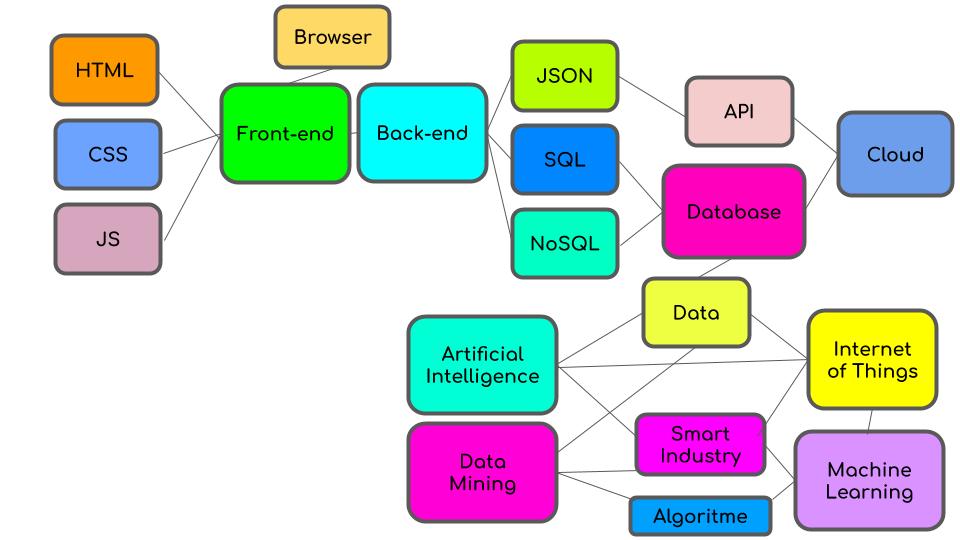 Browser
HTML
JSON
API
Front-end
Back-end
CSS
SQL
Cloud
Database
JS
NoSQL
Data
Artificial
Intelligence
Internet
of Things
Smart
Industry
Data
Mining
Machine
Learning
Algoritme